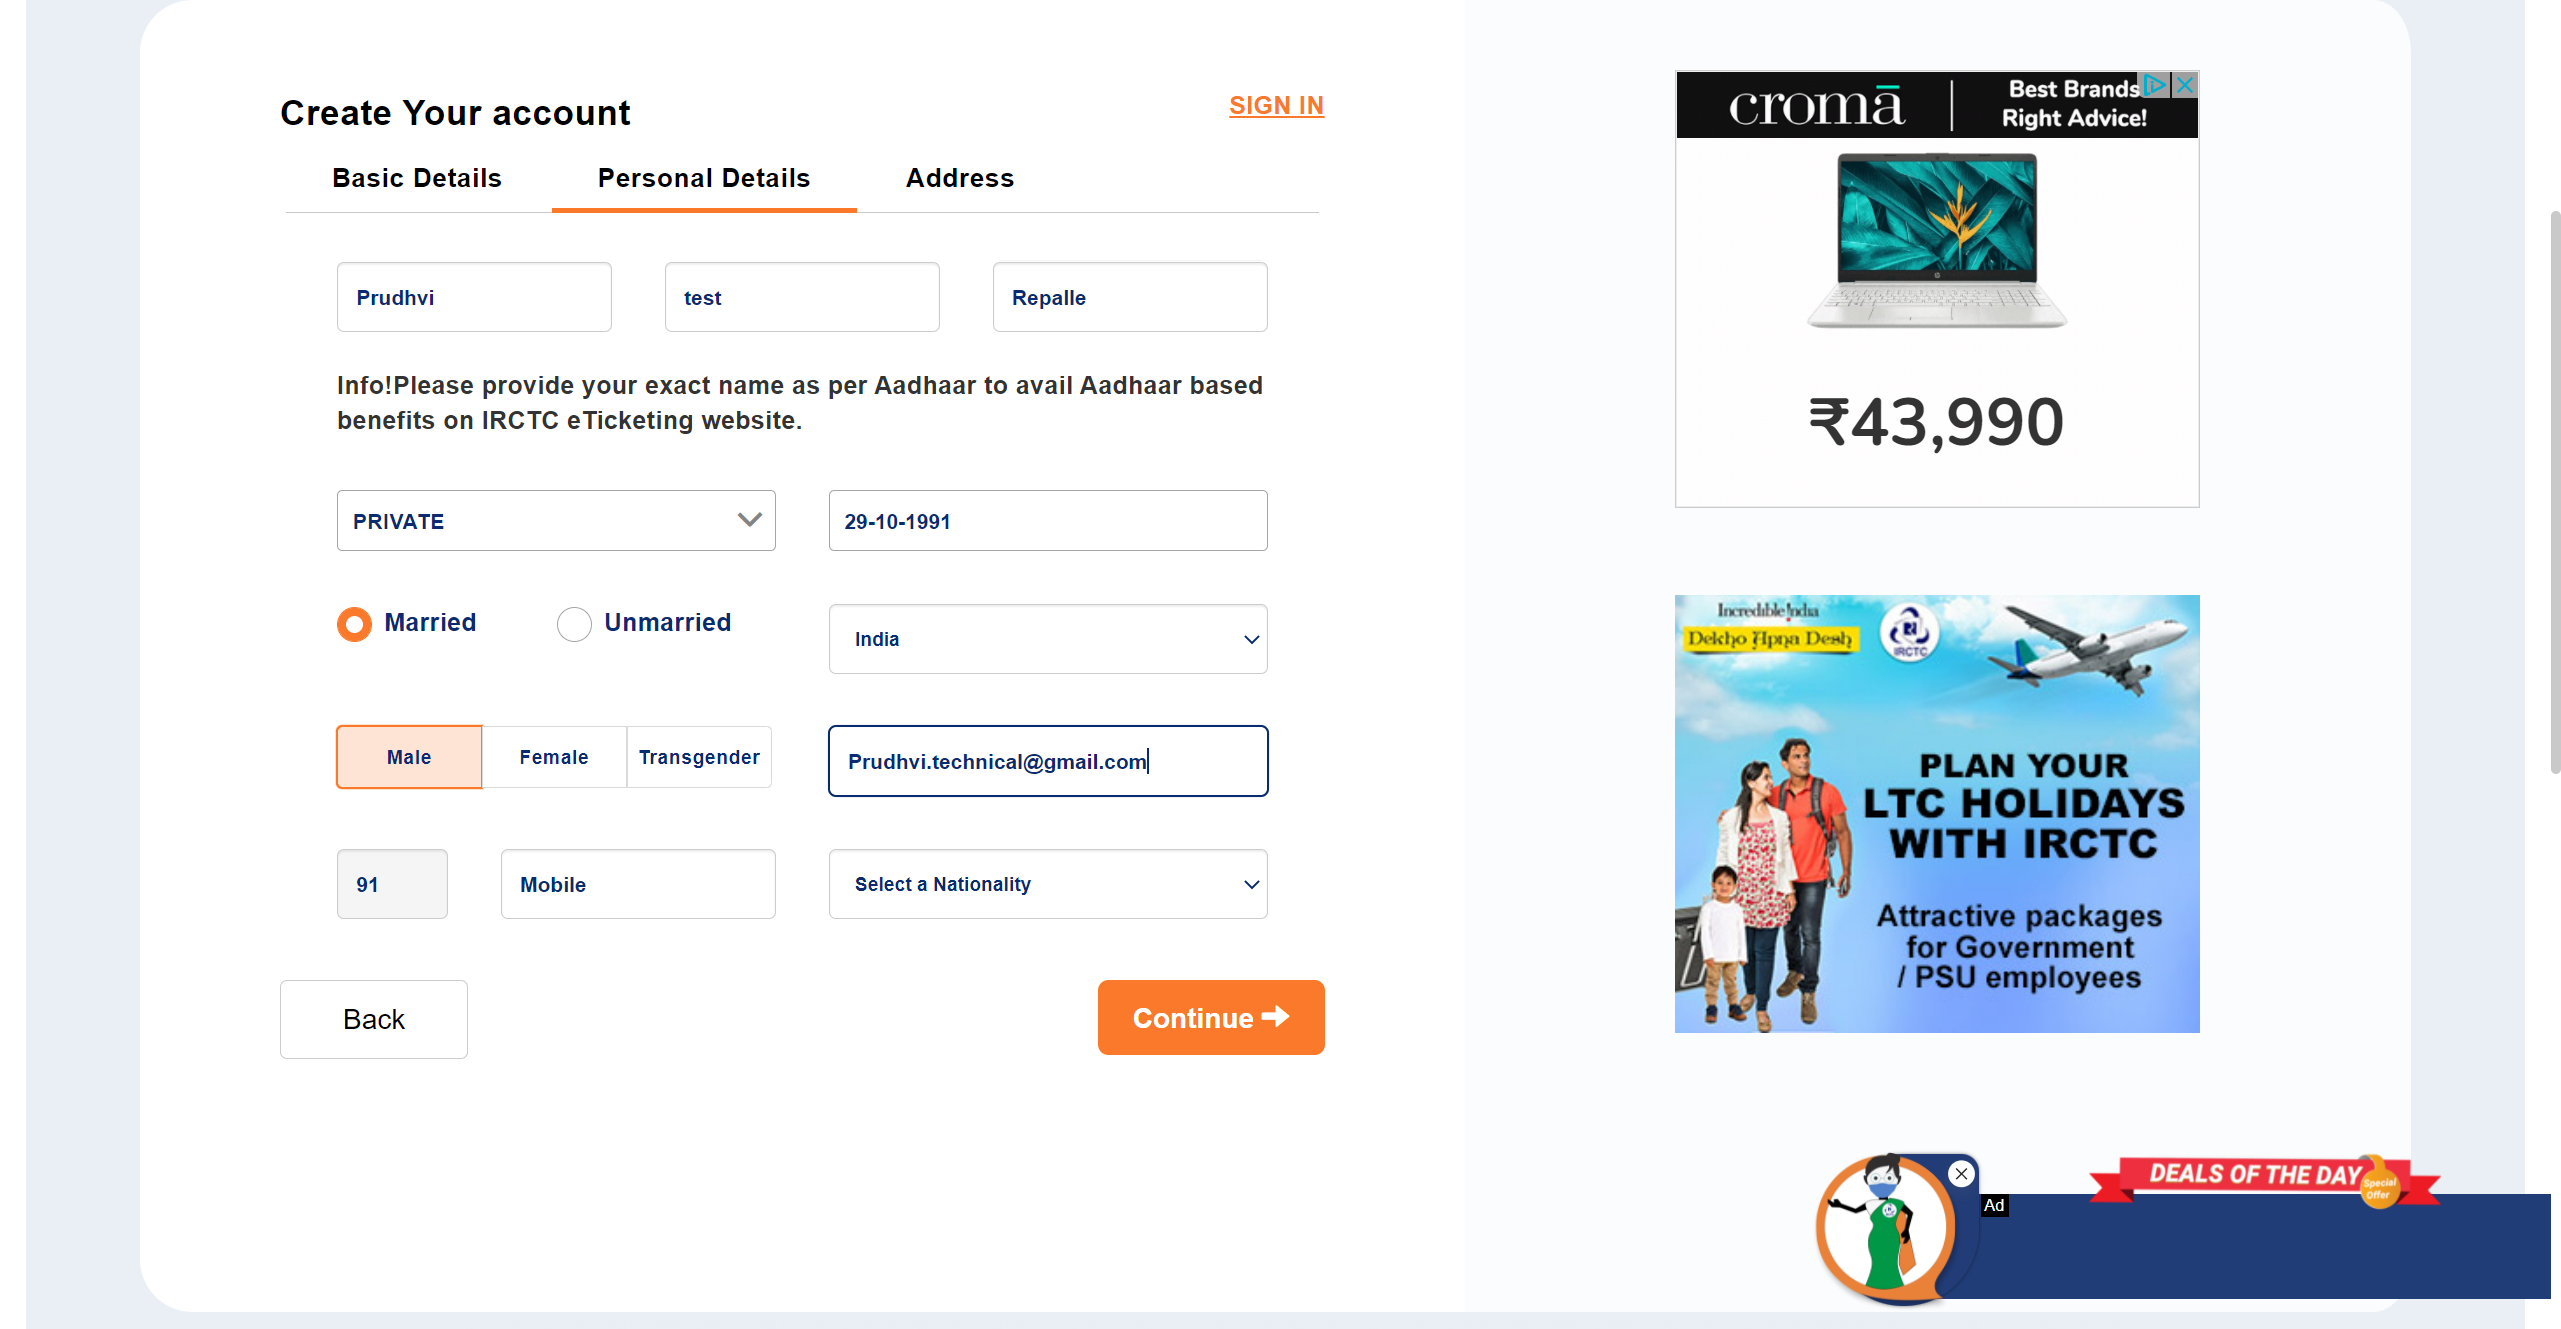 Create Your account
SIGN IN
Basic Details
Personal Details
Address
Prudhvi
test
Repalle
Info!Please provide your exact name as per Aadhaar to avail Aadhaar based
benefits on IRCTC eTicketing website.
PRIVATE
29-10-1991
Married
Unmarried
India
Male
Female
Transgender
Prudhvi.technical@gmail.com
91
Mobile
Select a Nationality
Back
Continue
cromā
Best Brands
Right Advice!
₹43,990
Incredible !ndia
Dekho Apna Desh
IRCTC
PLAN YOUR
LTC HOLIDAYS
WITH IRCTC
Attractive packages
for Government
/ PSU employees
DEALS OF THE DAY
Special
Offer
Ad